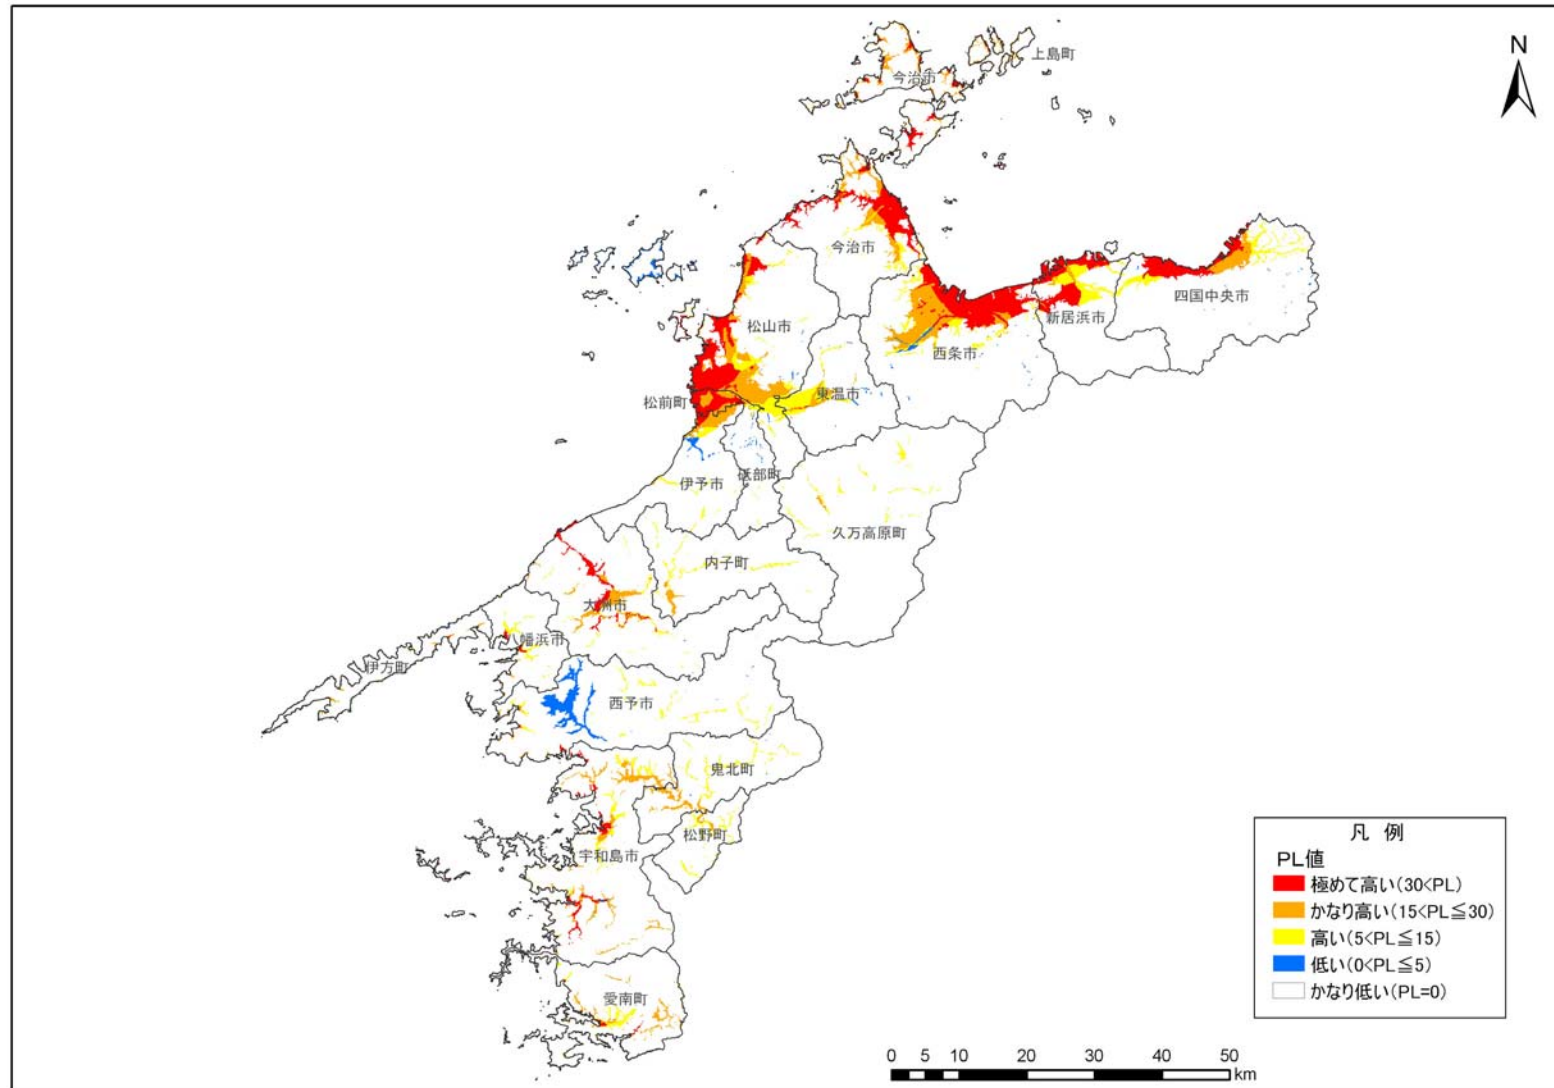 上島町
今治市
N
今治市
四国中央市
新居浜市
松山市
西条市
東温市
松前町
伊予市
砥部町
久万高原町
内子町
大洲市
八幡浜市
伊方町
西予市
鬼北町
松野町
宇和島市
愛南町
凡 例
PL値
極めて高い(30<PL)
かなり高い(15<PL≦30)
高い(5<PL≦15)
低い(0<PL≦5)
かなり低い(PL=0)
0 5 10 20 30 40 50
km